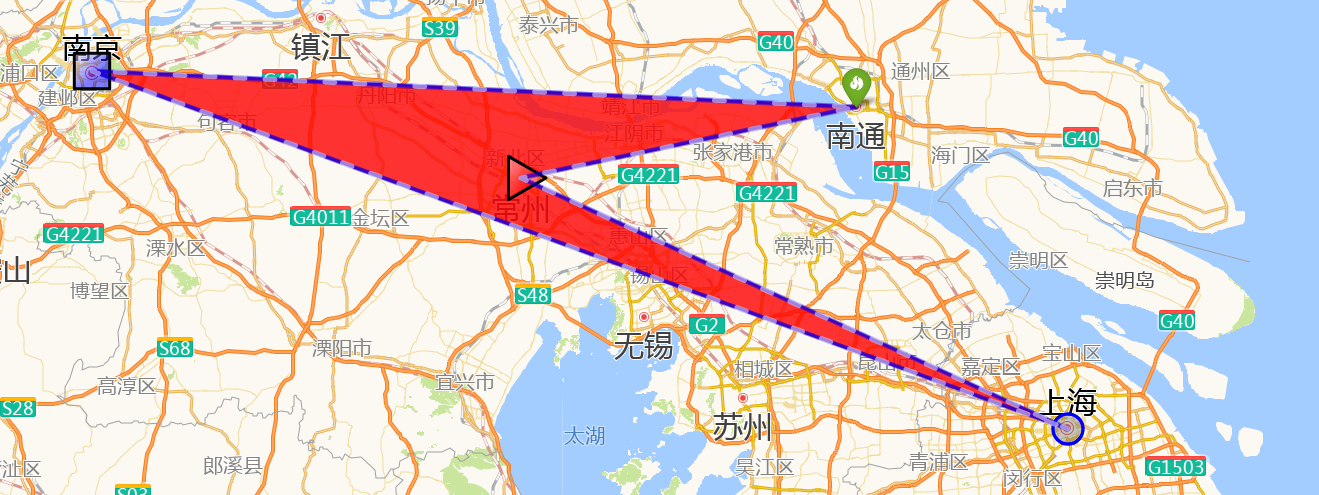 扬中市
S39
泰兴市
镇江
南京
G40
通州区
浦口区
G42
建邺区
丹阳市
靖江市
句容市
江阴市
南通
G40
新北区
张家港市
海门区
G15
G4221
启东市
G4221
常州
G4011
金坛区
G4221
惠山区
常熟市
溧水区
崇明区
山
锡山区
崇明岛
博望区
S48
G2
G40
太仓市
S68
溧阳市
无锡
宝山区
相城区
昆山市
嘉定区
高淳区
宜兴市
S28
上海
苏州
太湖
郎溪县
吴江区
青浦区
G1503
沚区
闵行区
S03